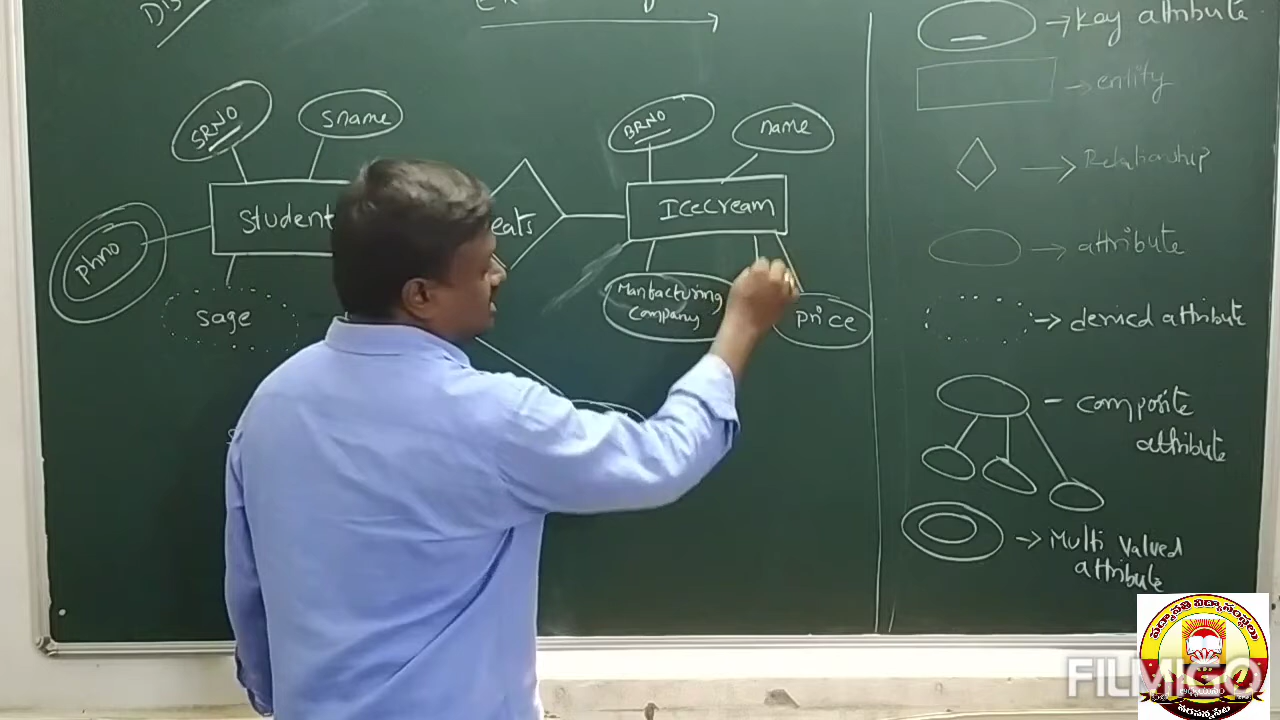 SRNO
sname
BRNO
name
Student
eats
Icecream
phno
sage
Manfacturing
company
price
key attribute
entity
Relationship
attribute
derived attribute
composite
attribute
Multi valued
attribute
FILMIGO